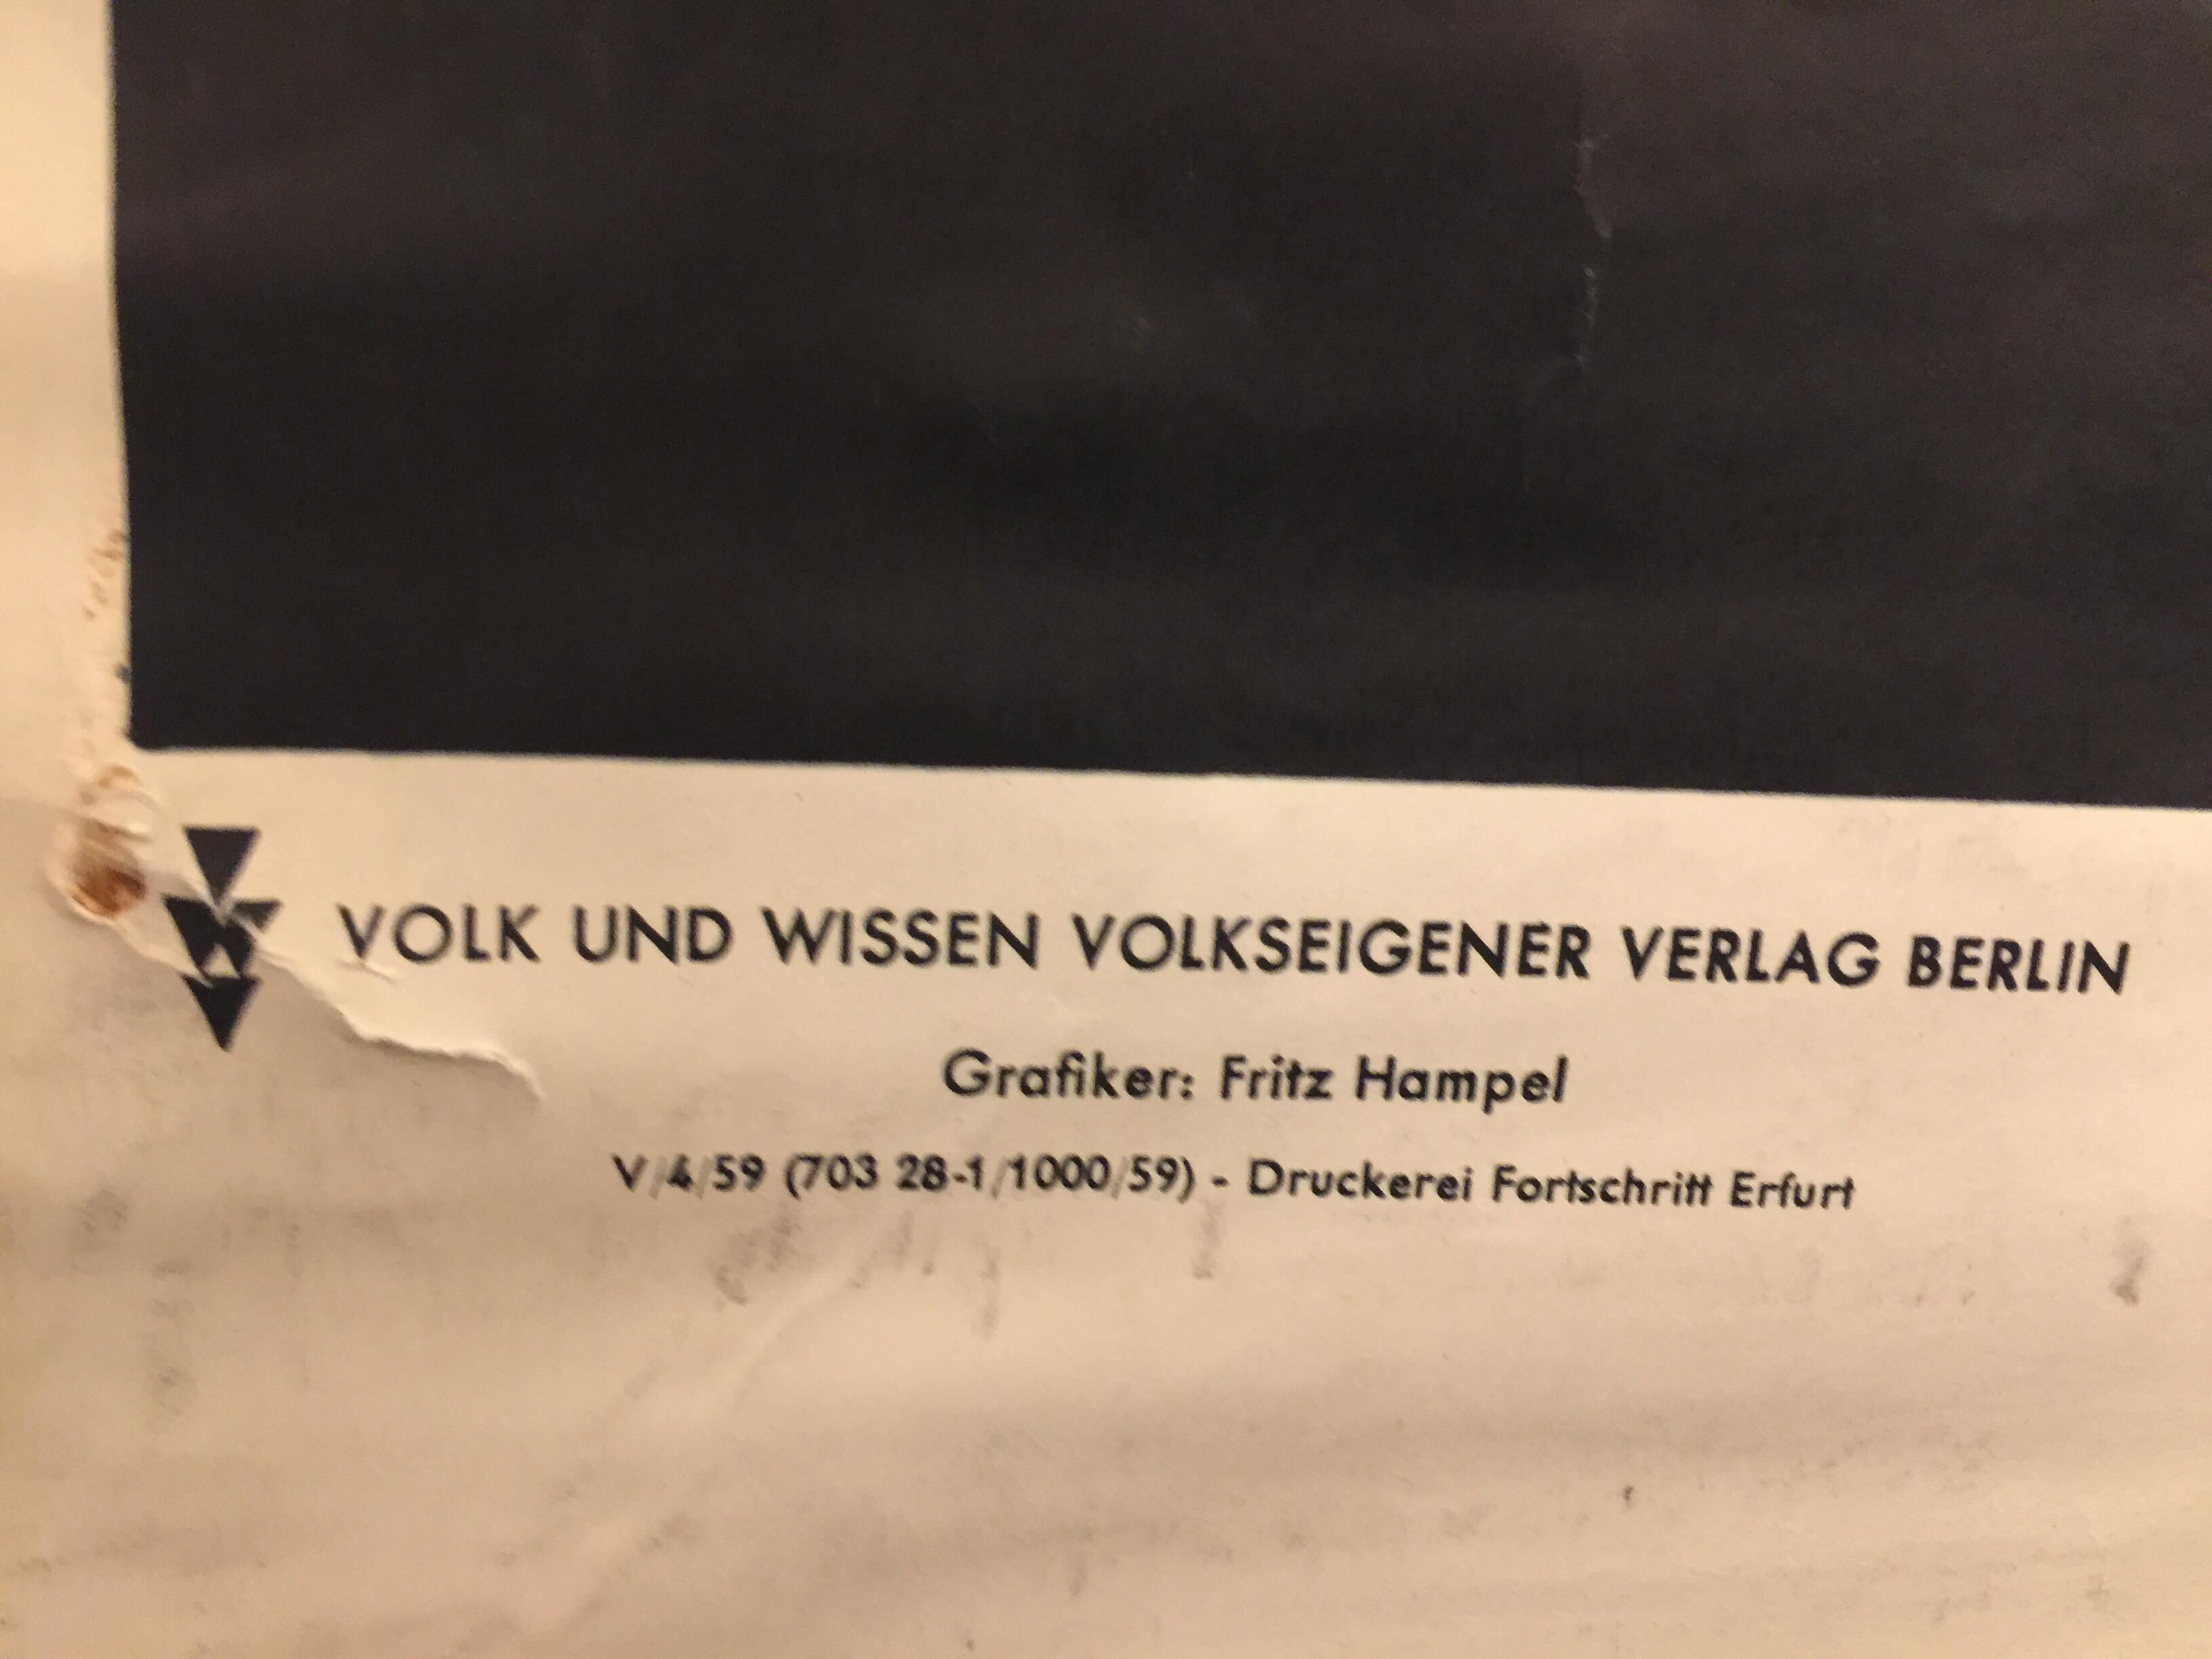 VOLK UND WISSEN VOLKSEIGENER VERLAG BERLIN
Grafiker: Fritz Hampel
V/4/59 (703 28-1/1000/59) - Druckerei Fortschritt Erfurt